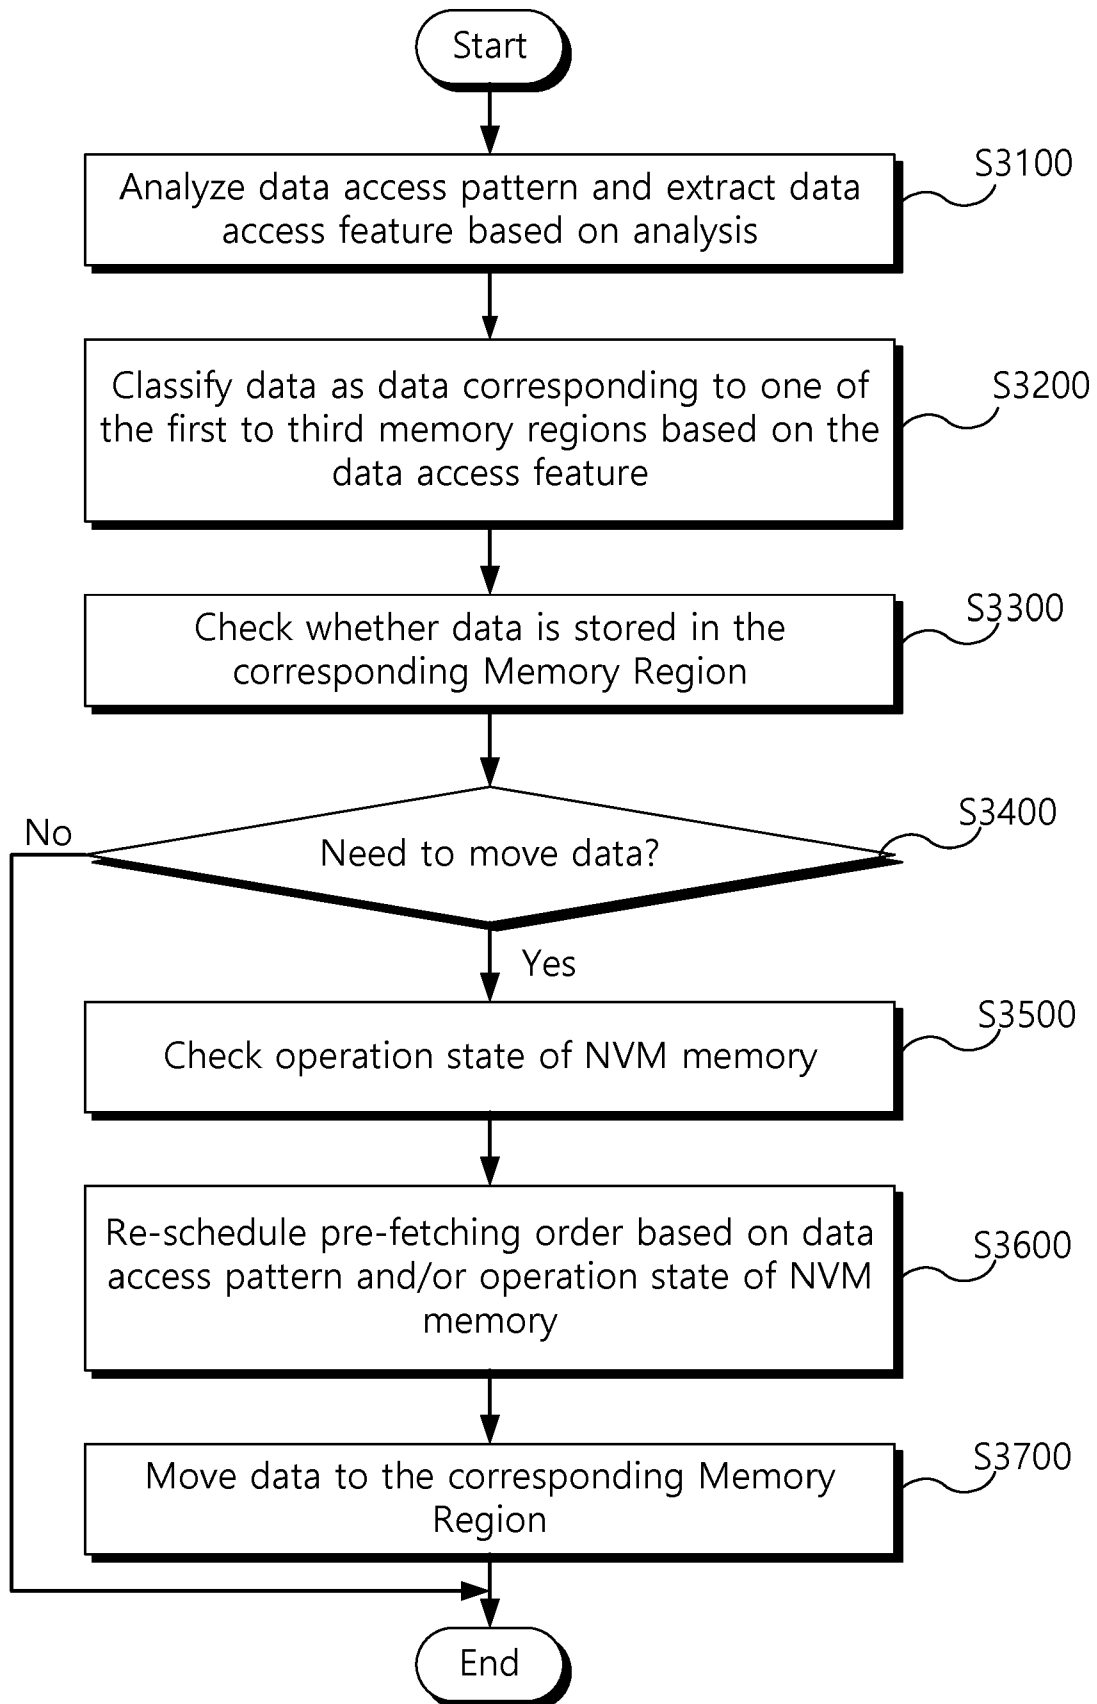 Start
Analyze data access pattern and extract data
access feature based on analysis
S3100
Classify data as data corresponding to one of
the first to third memory regions based on the
data access feature
S3200
Check whether data is stored in the
corresponding Memory Region
S3300
Need to move data?
S3400
No
Yes
Check operation state of NVM memory
S3500
Re-schedule pre-fetching order based on data
access pattern and/or operation state of NVM
memory
S3600
Move data to the corresponding Memory
Region
S3700
End